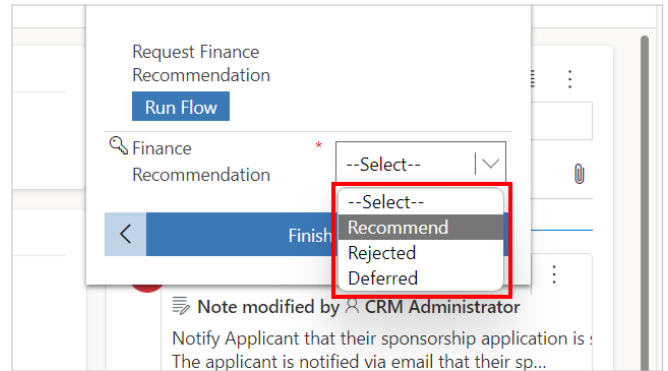 Request Finance
Recommendation
Run Flow
Finance
Recommendation
*
--Select--
--Select--
Recommend
Rejected
Deferred
Finish
Note modified by CRM Administrator
Notify Applicant that their sponsorship application is
The applicant is notified via email that their sp...